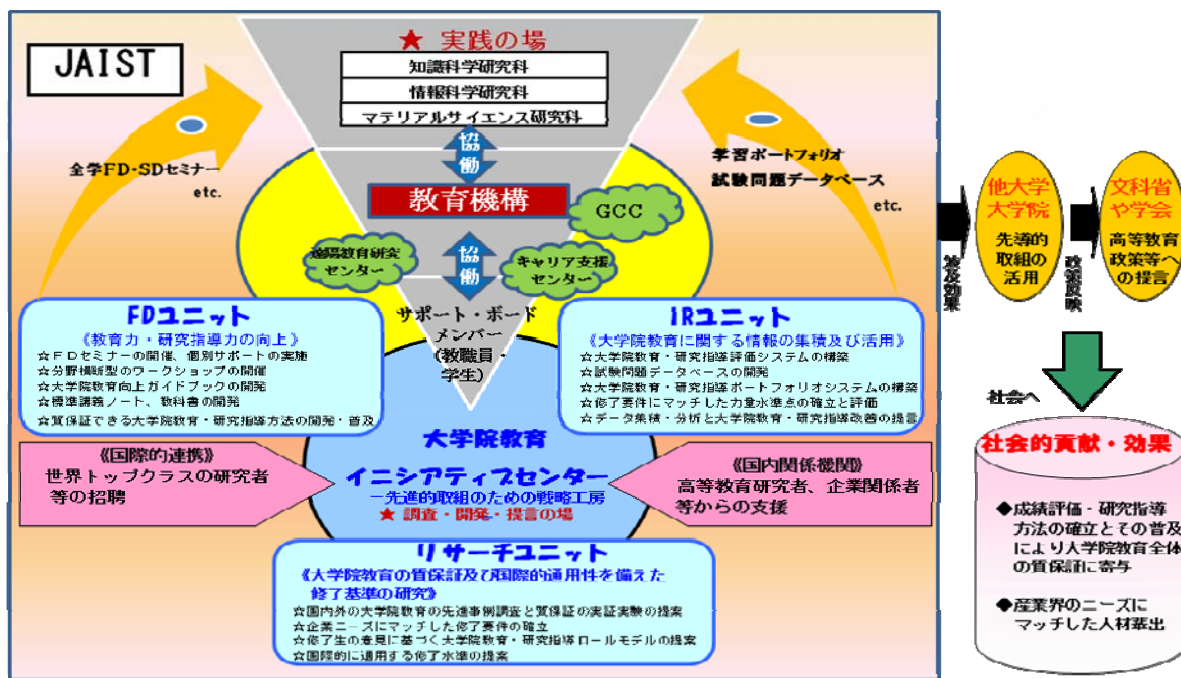 JAIST
★ 実践の場
知識科学研究科
情報科学研究科
マテリアルサイエンス研究科
協働
全学FD・SDセミナー
etc.
学習ポートフォリオ
試験問題データベース
etc.
教育機構
GCC
遠隔教育研究
センター
協働
キャリア支援
センター
サポート・ボード
メンバー
(教職員・
学生)
FDユニット
《教育力・研究指導力の向上》
☆ＦＤセミナーの開催、個別サポートの実施
☆分野横断型のワークショップの開催
☆大学院教育向上ガイドブックの開発
☆標準講義ノート、教科書の開発
☆質保証できる大学院教育・研究指導方法の開発・普及
IRユニット
《大学院教育に関する情報の集積及び活用》
☆大学院教育・研究指導評価システムの構築
☆試験問題データベースの開発
☆大学院教育・研究指導ポートフォリオシステムの構築
☆修了要件にマッチした力量水準点の確立と評価
☆データ集積・分析と大学院教育・研究指導改善の提言
《国際的連携》
世界トップクラスの研究者
等の招聘
大学院教育
イニシアティブセンター
－先進的取組のための戦略工房
★ 調査・開発・提言の場
《国内関係機関》
高等教育研究者、企業関係者
等からの支援
リサーチユニット
《大学院教育の質保証及び国際的通用性を備えた
修了基準の研究》
☆国内外の大学院教育の先進事例調査と質保証の実証実験の提案
☆企業ニーズにマッチした修了要件の確立
☆修了生の意見に基づく大学院教育・研究指導ロールモデルの提案
☆国際的に通用する修了水準の提案
波及効果
他大学
大学院
先導的
取組の
活用
政策反映
文科省
や学会
高等教育
政策等へ
の提言
社会へ
社会的貢献・効果
◆成績評価・研究指導
方法の確立とその普及
により大学院教育全体
の質保証に寄与
◆産業界のニーズに
マッチした人材輩出